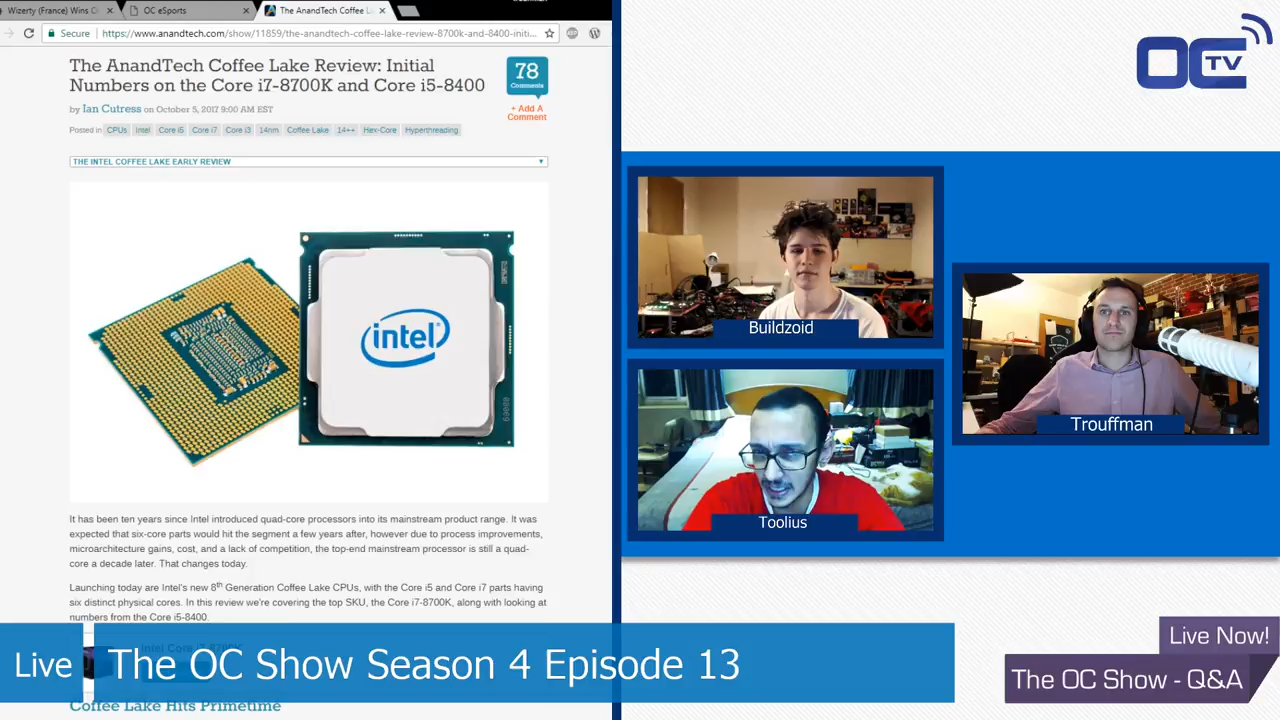 Wizerty (France) Wins C
OC eSports
The AnandTech Coffee L
Secure
https://www.anandtech.com/show/11859/the-anandtech-coffee-lake-review-8700k-and-8400-initi...
The AnandTech Coffee Lake Review: Initial
Numbers on the Core i7-8700K and Core i5-8400
78
Comments
+ Add A
Comment
by Ian Cutress on October 5, 2017 9:00 AM EST
Posted in CPUs Intel Core i5 Core i7 Core i3 14nm Coffee Lake 14++ Hex-Core Hyperthreading
THE INTEL COFFEE LAKE EARLY REVIEW
intel
It has been ten years since Intel introduced quad-core processors into its mainstream product range. It was
expected that six-core parts would hit the segment a few years after, however due to process improvements,
microarchitecture gains, cost, and a lack of competition, the top-end mainstream processor is still a quad-
core a decade later. That changes today.
Launching today are Intel's new 8th Generation Coffee Lake CPUs, with the Core i5 and Core i7 parts having
six distinct physical cores. In this review we're covering the top SKU, the Core i7-8700K, along with looking at
numbers from the Core i5-8400.
Intel Core i7-8700K
Coffee Lake Hits Primetime
OC TV
Buildzoid
Toolius
Trouffman
Live
The OC Show Season 4 Episode 13
Live Now!
The OC Show - Q&A